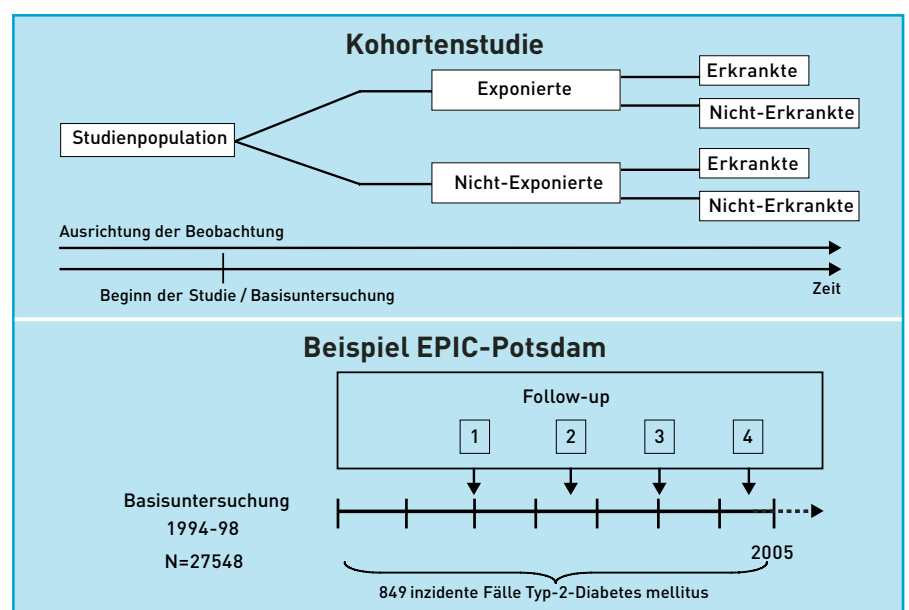 Kohortenstudie
Studienpopulation
Exponierte
Erkrankte
Nicht-Erkrankte
Nicht-Exponierte
Erkrankte
Nicht-Erkrankte
Ausrichtung der Beobachtung
Beginn der Studie / Basisuntersuchung
Zeit
Beispiel EPIC-Potsdam
Follow-up
1 2 3 4
Basisuntersuchung
1994-98
N=27548
2005
849 inzidente Fälle Typ-2-Diabetes mellitus